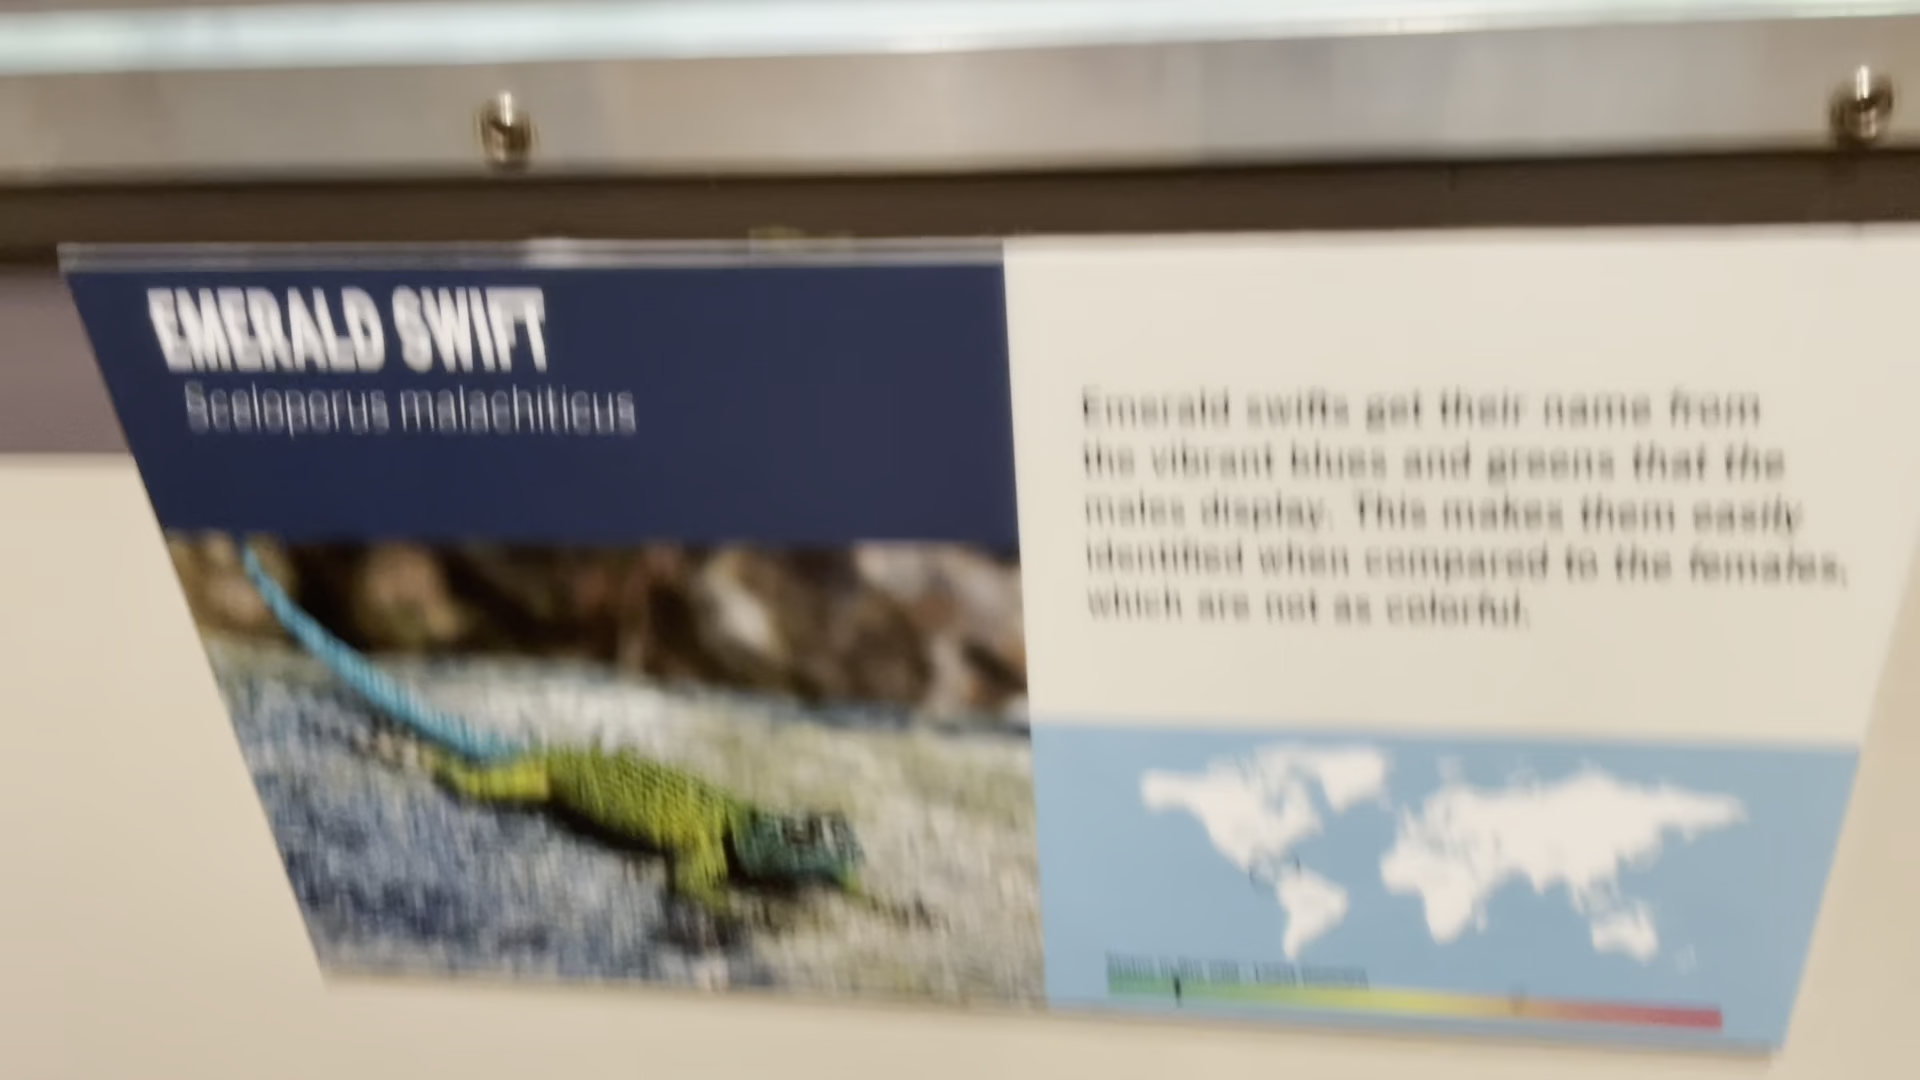 EMERALD SWIFT
Sceloporus malachiticus
Emerald swifts get their name from
the vibrant blues and greens that the
males display. This makes them easily
identified when compared to the females,
which are not as colorful.